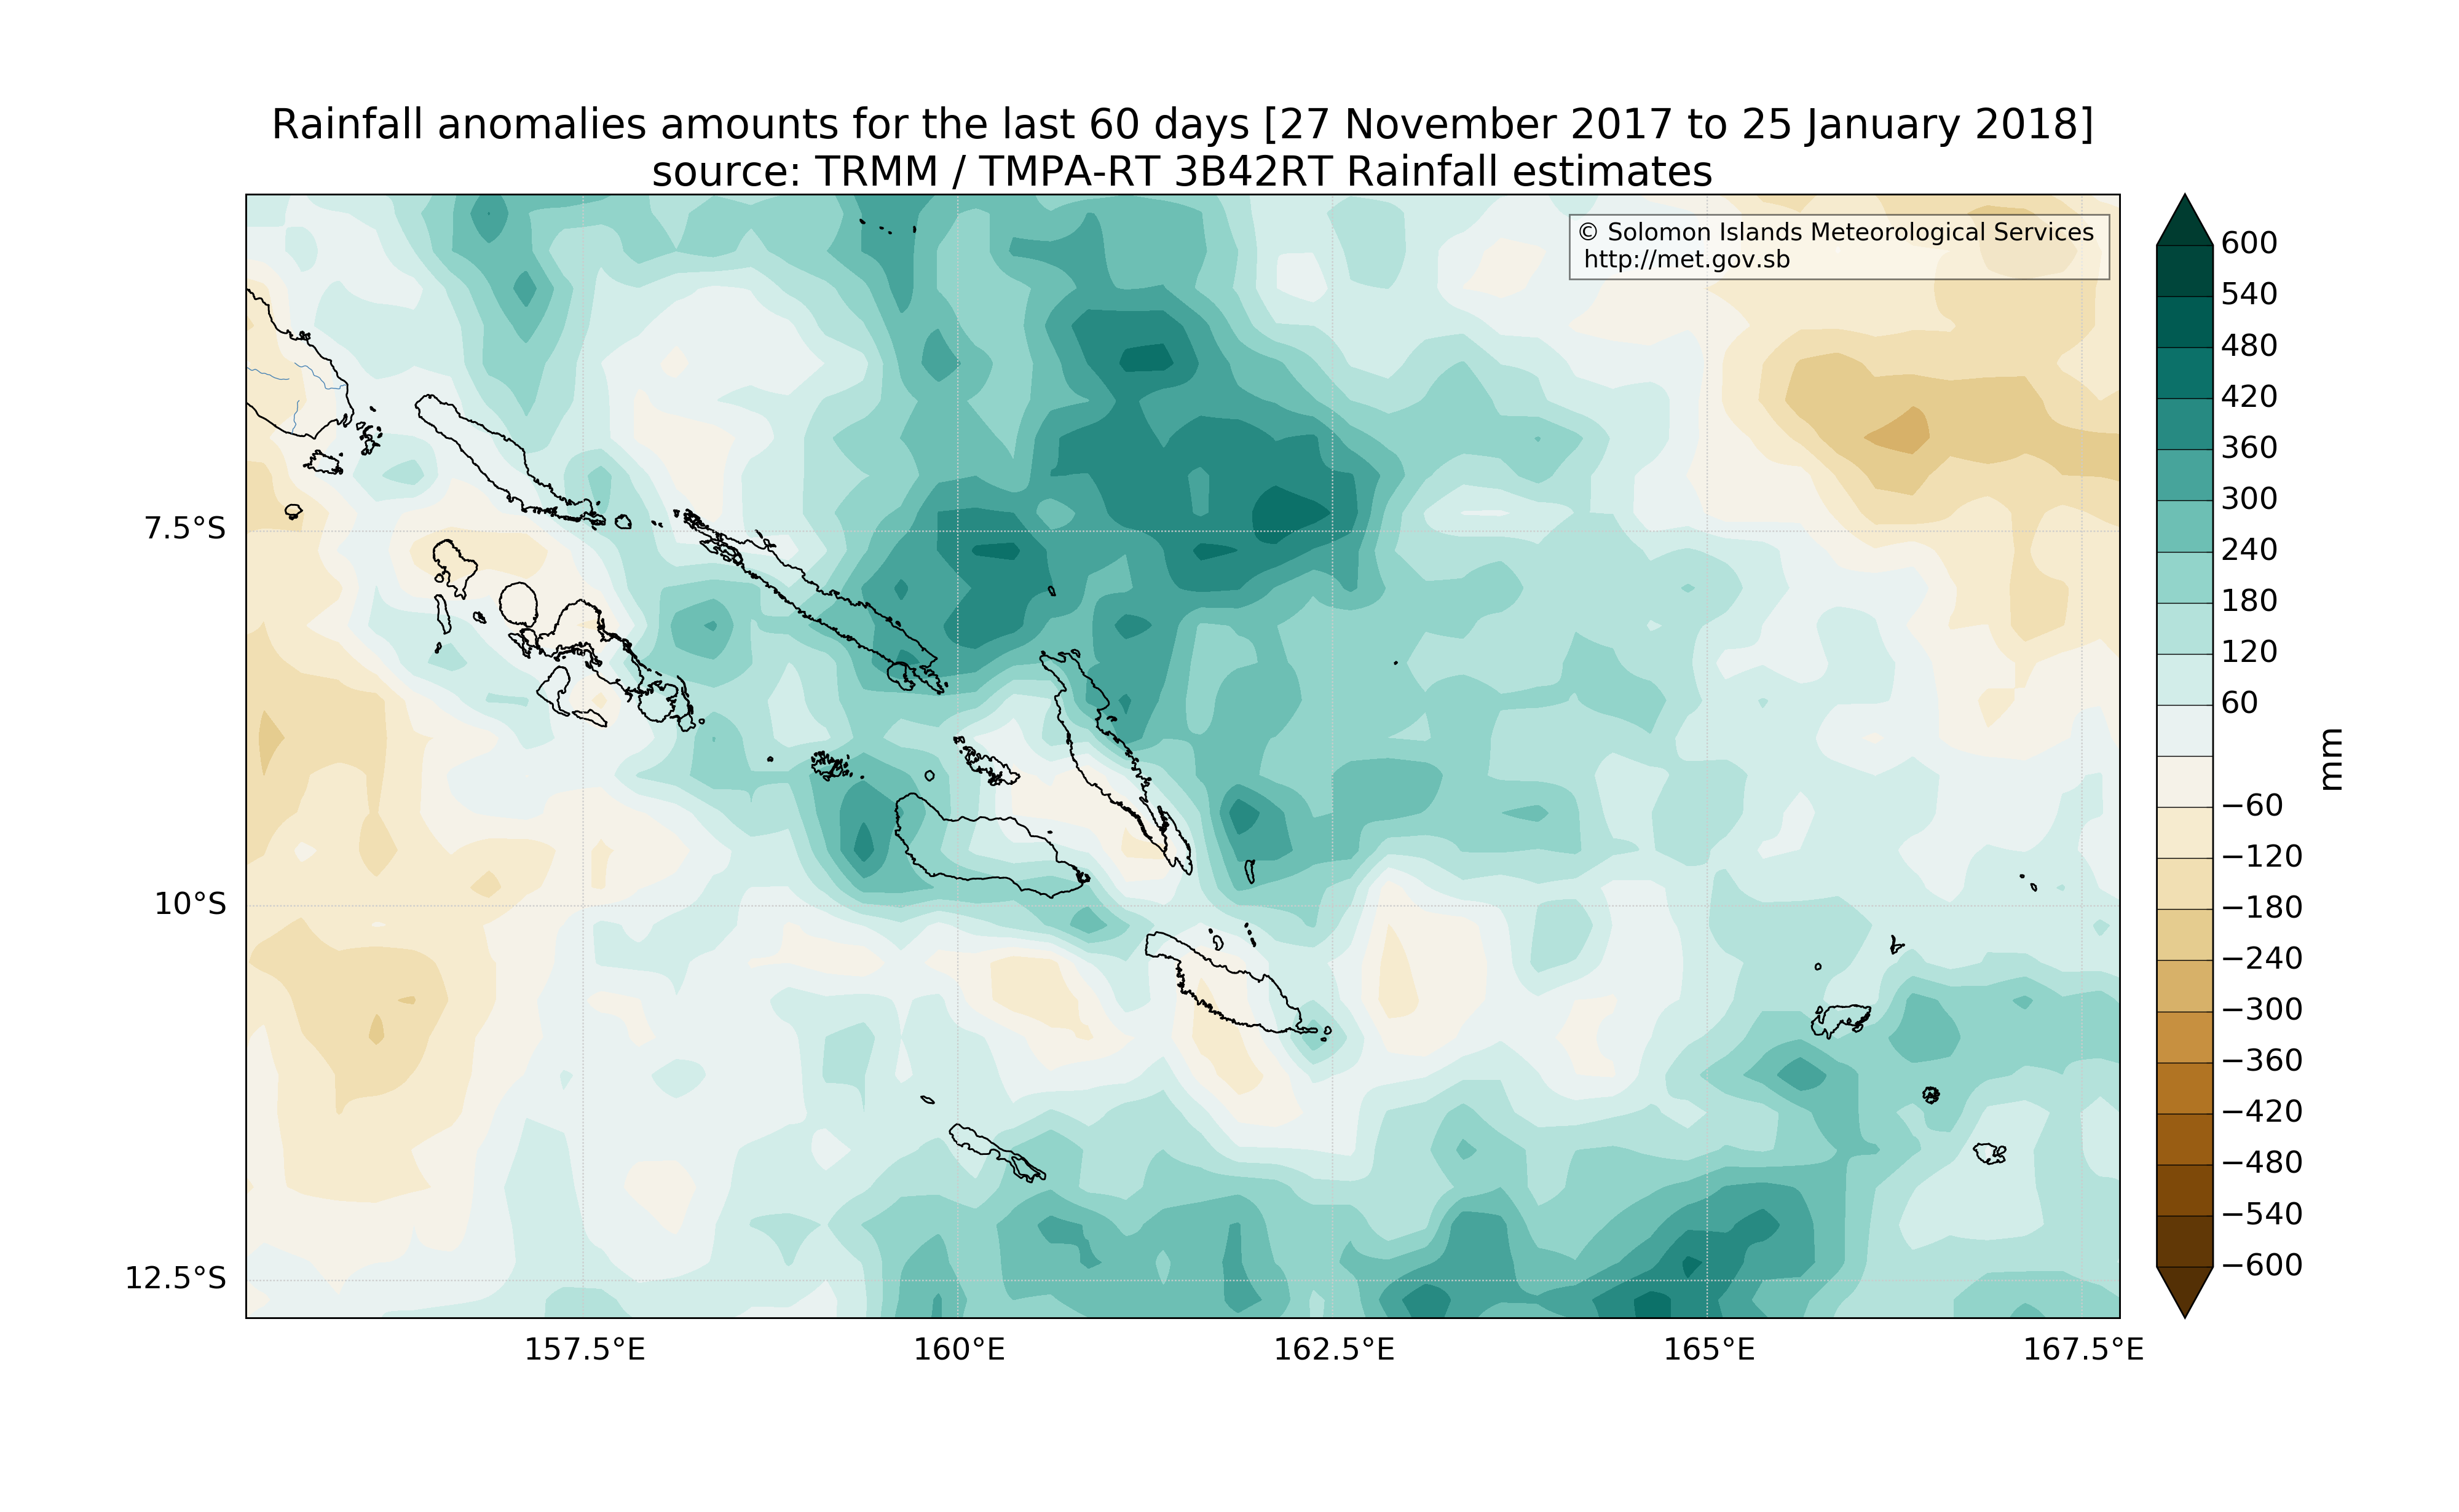 Rainfall anomalies amounts for the last 60 days [27 November 2017 to 25 January 2018]
source: TRMM / TMPA-RT 3B42RT Rainfall estimates
© Solomon Islands Meteorological Services
http://met.gov.sb
7.5°S
10°S
12.5°S
157.5°E
160°E
162.5°E
165°E
167.5°E
600
540
480
420
360
300
240
180
120
60
−60
−120
−180
−240
−300
−360
−420
−480
−540
−600
mm